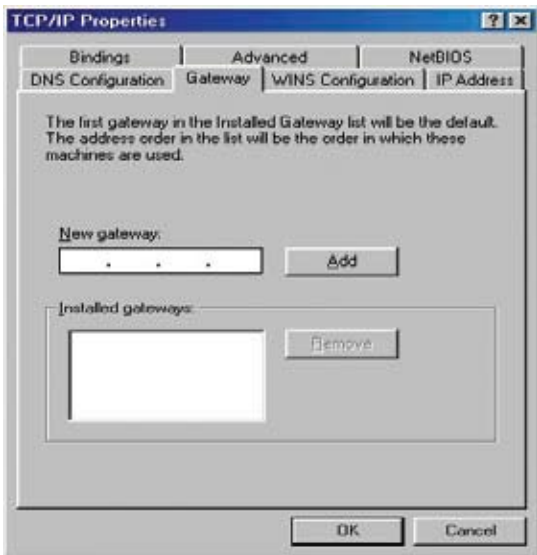 TCP/IP Properties
Bindings Advanced NetBIOS
DNS Configuration Gateway WINS Configuration IP Address
The first gateway in the Installed Gateway list will be the default.
The address order in the list will be the order in which these
machines are used.
New gateway:
. . .
Add
Installed gateways:
Remove
OK Cancel